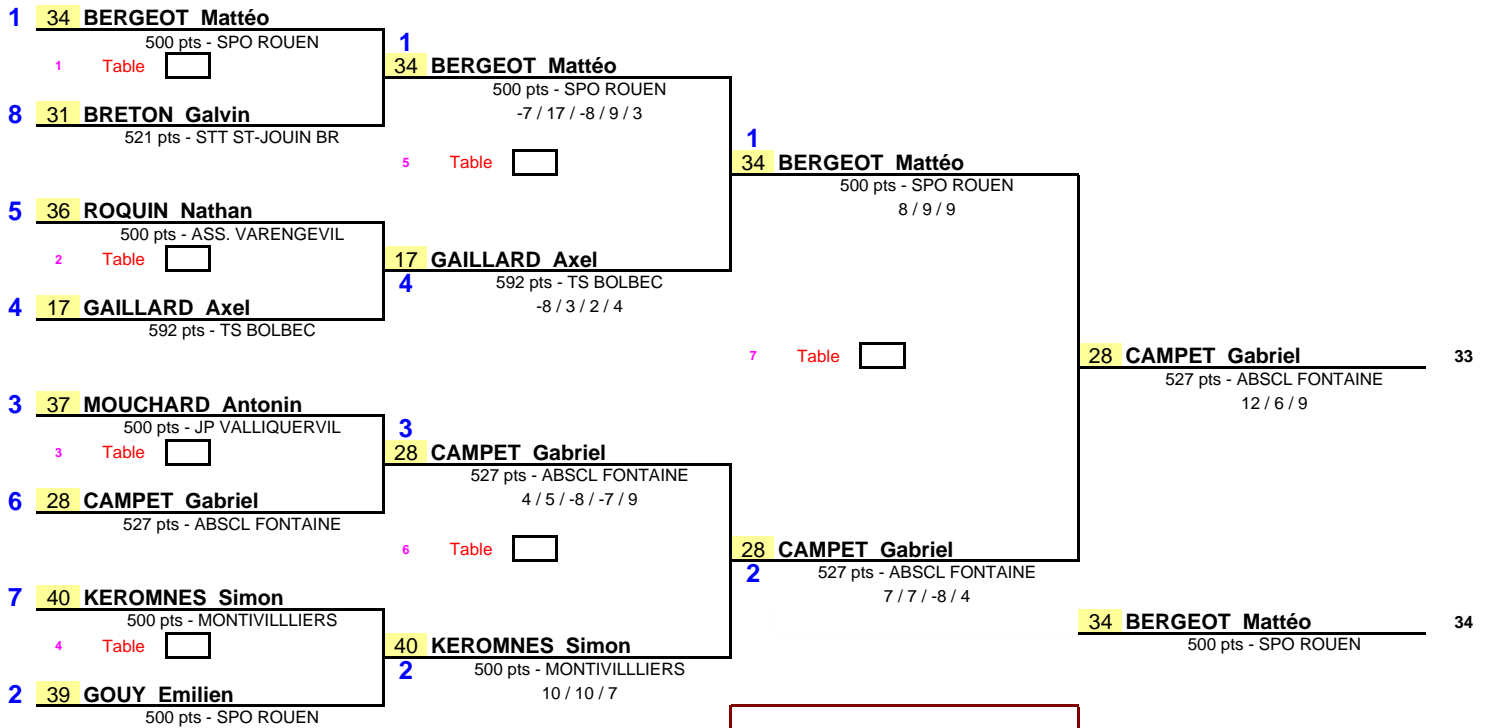 1 34 BERGEOT Mattéo
500 pts - SPO ROUEN
1 Table
8 31 BRETON Galvin
521 pts - STT ST-JOUIN BR
5 36 ROQUIN Nathan
500 pts - ASS. VARENGEVIL
2 Table
4 17 GAILLARD Axel
592 pts - TS BOLBEC
3 37 MOUCHARD Antonin
500 pts - JP VALLIQUERVIL
3 Table
6 28 CAMPET Gabriel
527 pts - ABSCL FONTAINE
7 40 KEROMNES Simon
500 pts - MONTIVILLLIERS
4 Table
2 39 GOUY Emilien
500 pts - SPO ROUEN
1
34 BERGEOT Mattéo
500 pts - SPO ROUEN
-7 / 17 / -8 / 9 / 3
5 Table
17 GAILLARD Axel
4 592 pts - TS BOLBEC
-8 / 3 / 2 / 4
3
28 CAMPET Gabriel
527 pts - ABSCL FONTAINE
4 / 5 / -8 / -7 / 9
6 Table
40 KEROMNES Simon
2 500 pts - MONTIVILLLIERS
10 / 10 / 7
1
34 BERGEOT Mattéo
500 pts - SPO ROUEN
8 / 9 / 9
7 Table
28 CAMPET Gabriel
2 527 pts - ABSCL FONTAINE
7 / 7 / -8 / 4
28 CAMPET Gabriel 33
527 pts - ABSCL FONTAINE
12 / 6 / 9
34 BERGEOT Mattéo 34
500 pts - SPO ROUEN